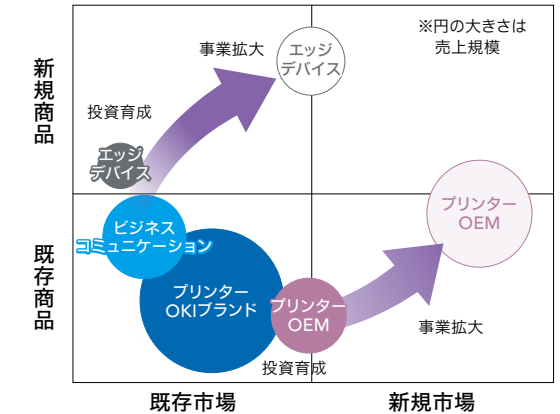 ※円の大きさは
売上規模
事業拡大
エッジ
デバイス
新規商品
投資育成
エッジ
デバイス
ビジネス
コミュニケーション
プリンター
OEM
既存商品
プリンター
OKIブランド
プリンター
OEM
事業拡大
投資育成
既存市場
新規市場